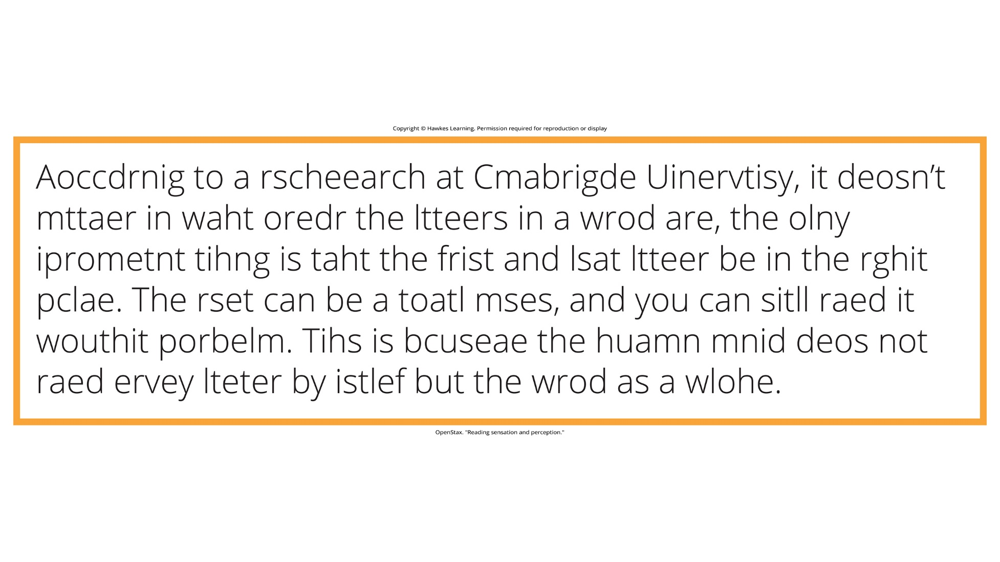 Copyright © Hawkes Learning. Permission required for reproduction or display
Aoccdrnig to a rscheearch at Cmabrigde Uinervtisy, it deosn’t
mttaer in waht oredr the ltteers in a wrod are, the olny
iprometnt tihng is taht the frist and lsat ltteer be in the rghit
pclae. The rset can be a toatl mses, and you can sitll raed it
wouthit porbelm. Tihs is bcuseae the huamn mnid deos not
raed ervey lteter by istlef but the wrod as a wlohe.
OpenStax. "Reading sensation and perception."